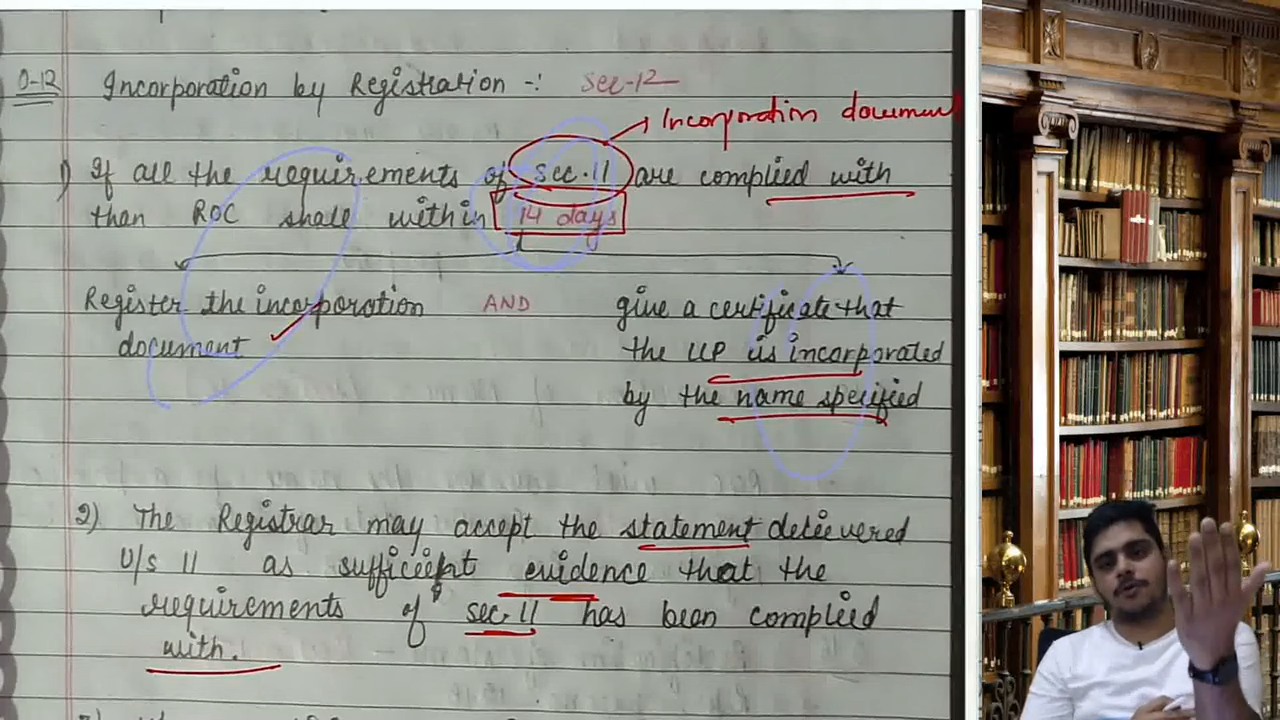 Q-12 Incorporation by Registration -: Sec-12
→ Incorporation document
1) If all the requirements of sec. 11 are complied with
than ROC shall within 14 days
Register the incorporation AND give a certificate that
document the LLP is incorporated
by the name specified
2) The Registrar may accept the statement delievered
U/s 11 as sufficient evidence that the
requirements of sec. 11 has been complied
with.